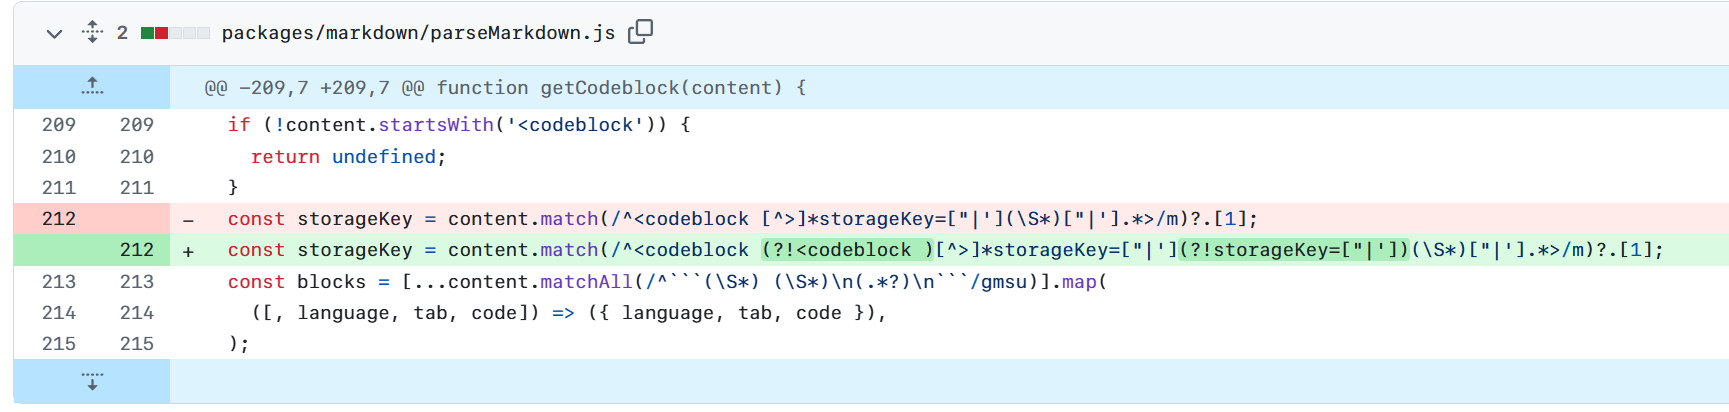 2 packages/markdown/parseMarkdown.js
@@ -209,7 +209,7 @@ function getCodeblock(content) {
209 209 if (!content.startsWith('<codeblock')) {
210 210 return undefined;
211 211 }
212 - const storageKey = content.match(/^<codeblock [^>]*storageKey=["|'](\S*)["|'].*>/m)?.[1];
212 + const storageKey = content.match(/^<codeblock (?!<codeblock )[^>]*storageKey=["|'](?!storageKey=["|'])(\S*)["|'].*>/m)?.[1];
213 213 const blocks = [...content.matchAll(/^```(\S*) (\S*)\n(.*?)\n```/gmsu)].map(
214 214 ([, language, tab, code]) => ({ language, tab, code }),
215 215 );